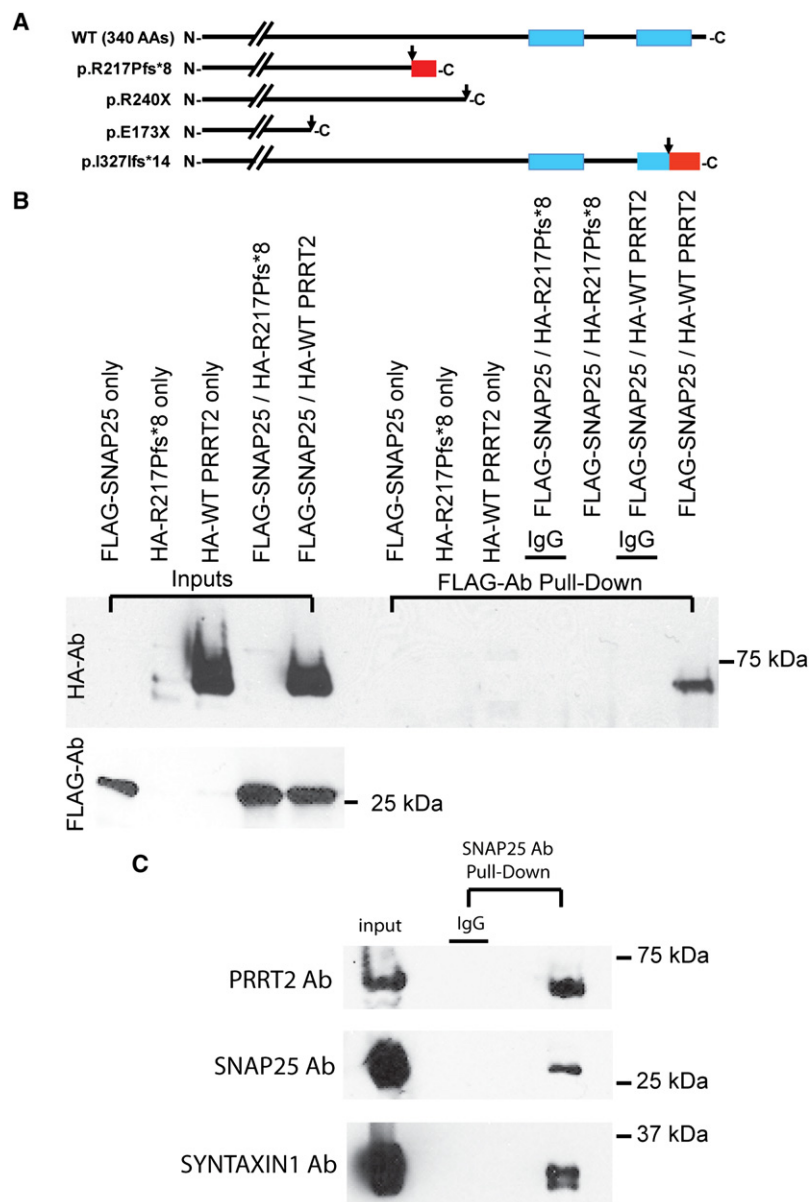 A
WT (340 AAs) N- -C
p.R217Pfs*8 N- -C
p.R240X N- -C
p.E173X N- -C
p.I327Ifs*14 N- -C
B
FLAG-SNAP25 only
HA-R217Pfs*8 only
HA-WT PRRT2 only
FLAG-SNAP25 / HA-R217Pfs*8
FLAG-SNAP25 / HA-WT PRRT2
FLAG-SNAP25 only
HA-R217Pfs*8 only
HA-WT PRRT2 only
FLAG-SNAP25 / HA-R217Pfs*8
FLAG-SNAP25 / HA-R217Pfs*8
FLAG-SNAP25 / HA-WT PRRT2
FLAG-SNAP25 / HA-WT PRRT2
IgG IgG
Inputs FLAG-Ab Pull-Down
HA-Ab
75 kDa
FLAG-Ab
25 kDa
C
SNAP25 Ab
Pull-Down
input IgG
PRRT2 Ab 75 kDa
SNAP25 Ab 25 kDa
SYNTAXIN1 Ab 37 kDa